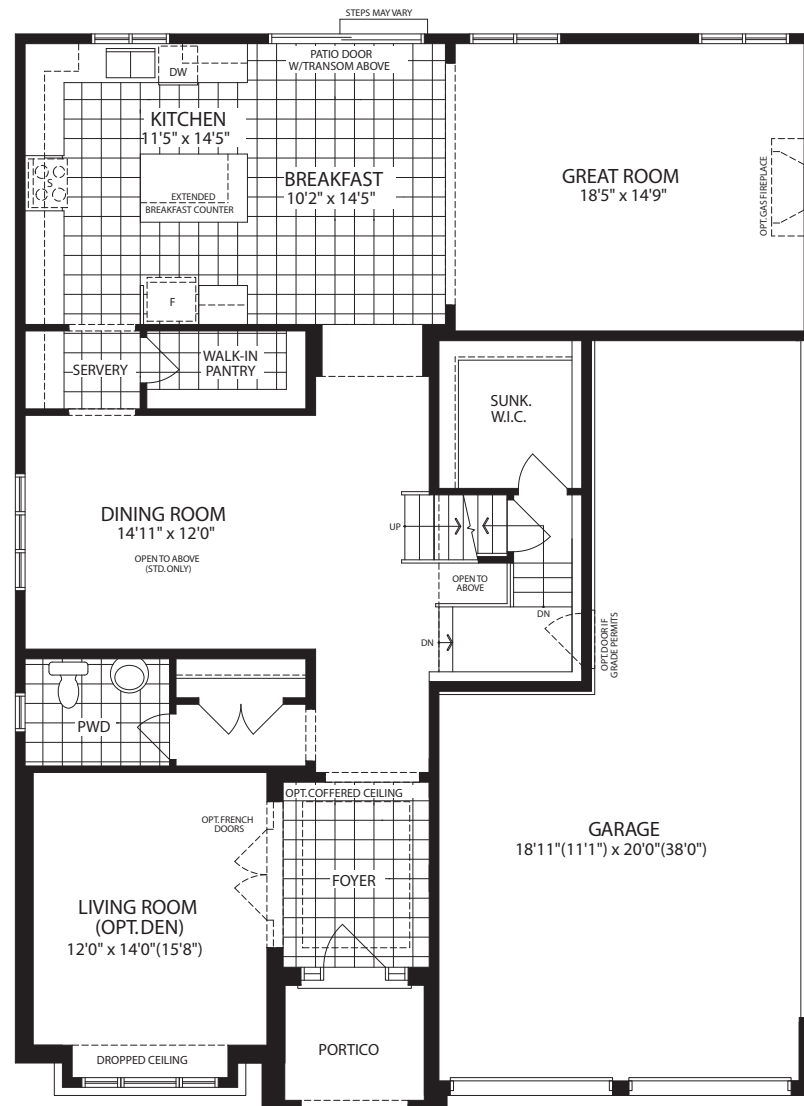 STEPS MAY VARY
PATIO DOOR
W/TRANSOM ABOVE
DW
KITCHEN
11'5" x 14'5"
S
EXTENDED
BREAKFAST COUNTER
BREAKFAST
10'2" x 14'5"
GREAT ROOM
18'5" x 14'9"
OPT. GAS FIREPLACE
F
SERVERY
WALK-IN
PANTRY
SUNK.
W.I.C.
DINING ROOM
14'11" x 12'0"
OPEN TO ABOVE
(STD. ONLY)
UP
OPEN TO
ABOVE
DN
DN
OPT. DOOR IF
GRADE PERMITS
PWD
OPT. COFFERED CEILING
OPT. FRENCH
DOORS
FOYER
GARAGE
18'11"(11'1") x 20'0"(38'0")
LIVING ROOM
(OPT. DEN)
12'0" x 14'0"(15'8")
DROPPED CEILING
PORTICO